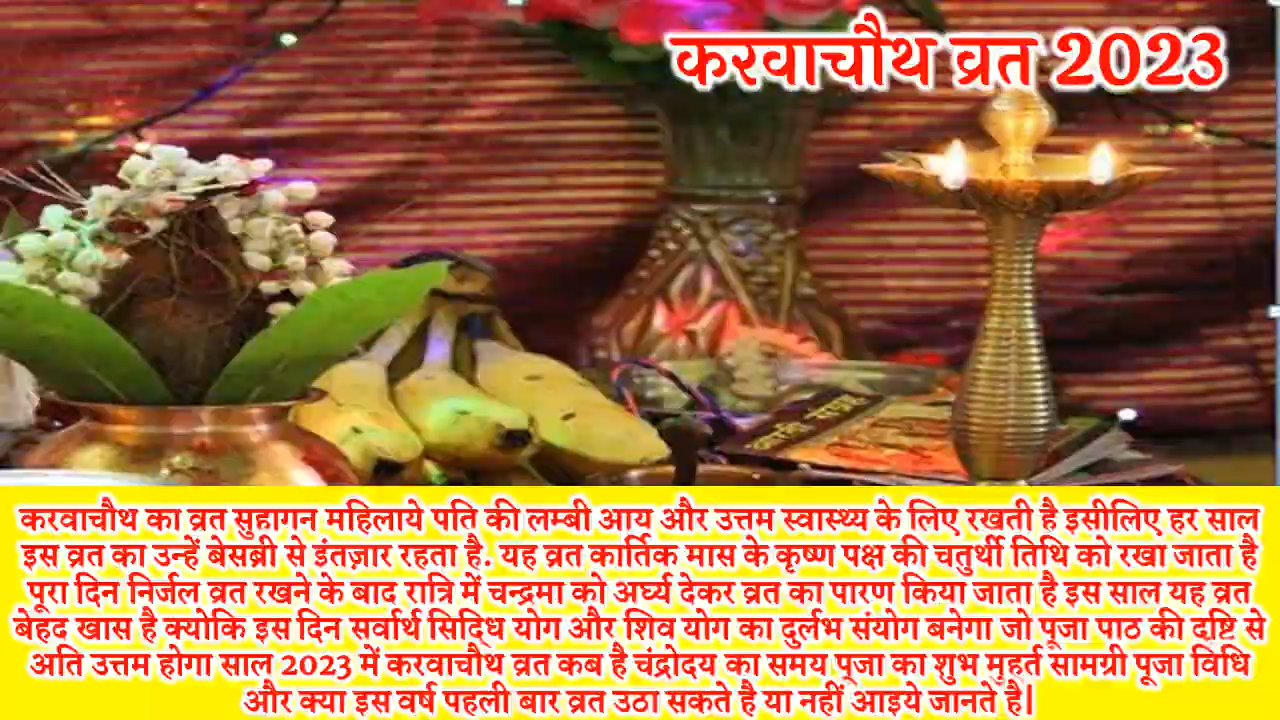 करवाचौथ व्रत 2023
करवाचौथ का व्रत सुहागन महिलाये पति की लम्बी आय और उत्तम स्वास्थ्य के लिए रखती है इसीलिए हर साल
इस व्रत का उन्हें बेसब्री से इंतज़ार रहता है. यह व्रत कार्तिक मास के कृष्ण पक्ष की चतुर्थी तिथि को रखा जाता है
पूरा दिन निर्जल व्रत रखने के बाद रात्रि में चन्द्रमा को अर्घ्य देकर व्रत का पारण किया जाता है इस साल यह व्रत
बेहद खास है क्योकि इस दिन सर्वार्थ सिद्धि योग और शिव योग का दुर्लभ संयोग बनेगा जो पूजा पाठ की दृष्टि से
अति उत्तम होगा साल 2023 में करवाचौथ व्रत कब है चंद्रोदय का समय पूजा का शुभ मुहूर्त सामग्री पूजा विधि
और क्या इस वर्ष पहली बार व्रत उठा सकते है या नहीं आइये जानते है|